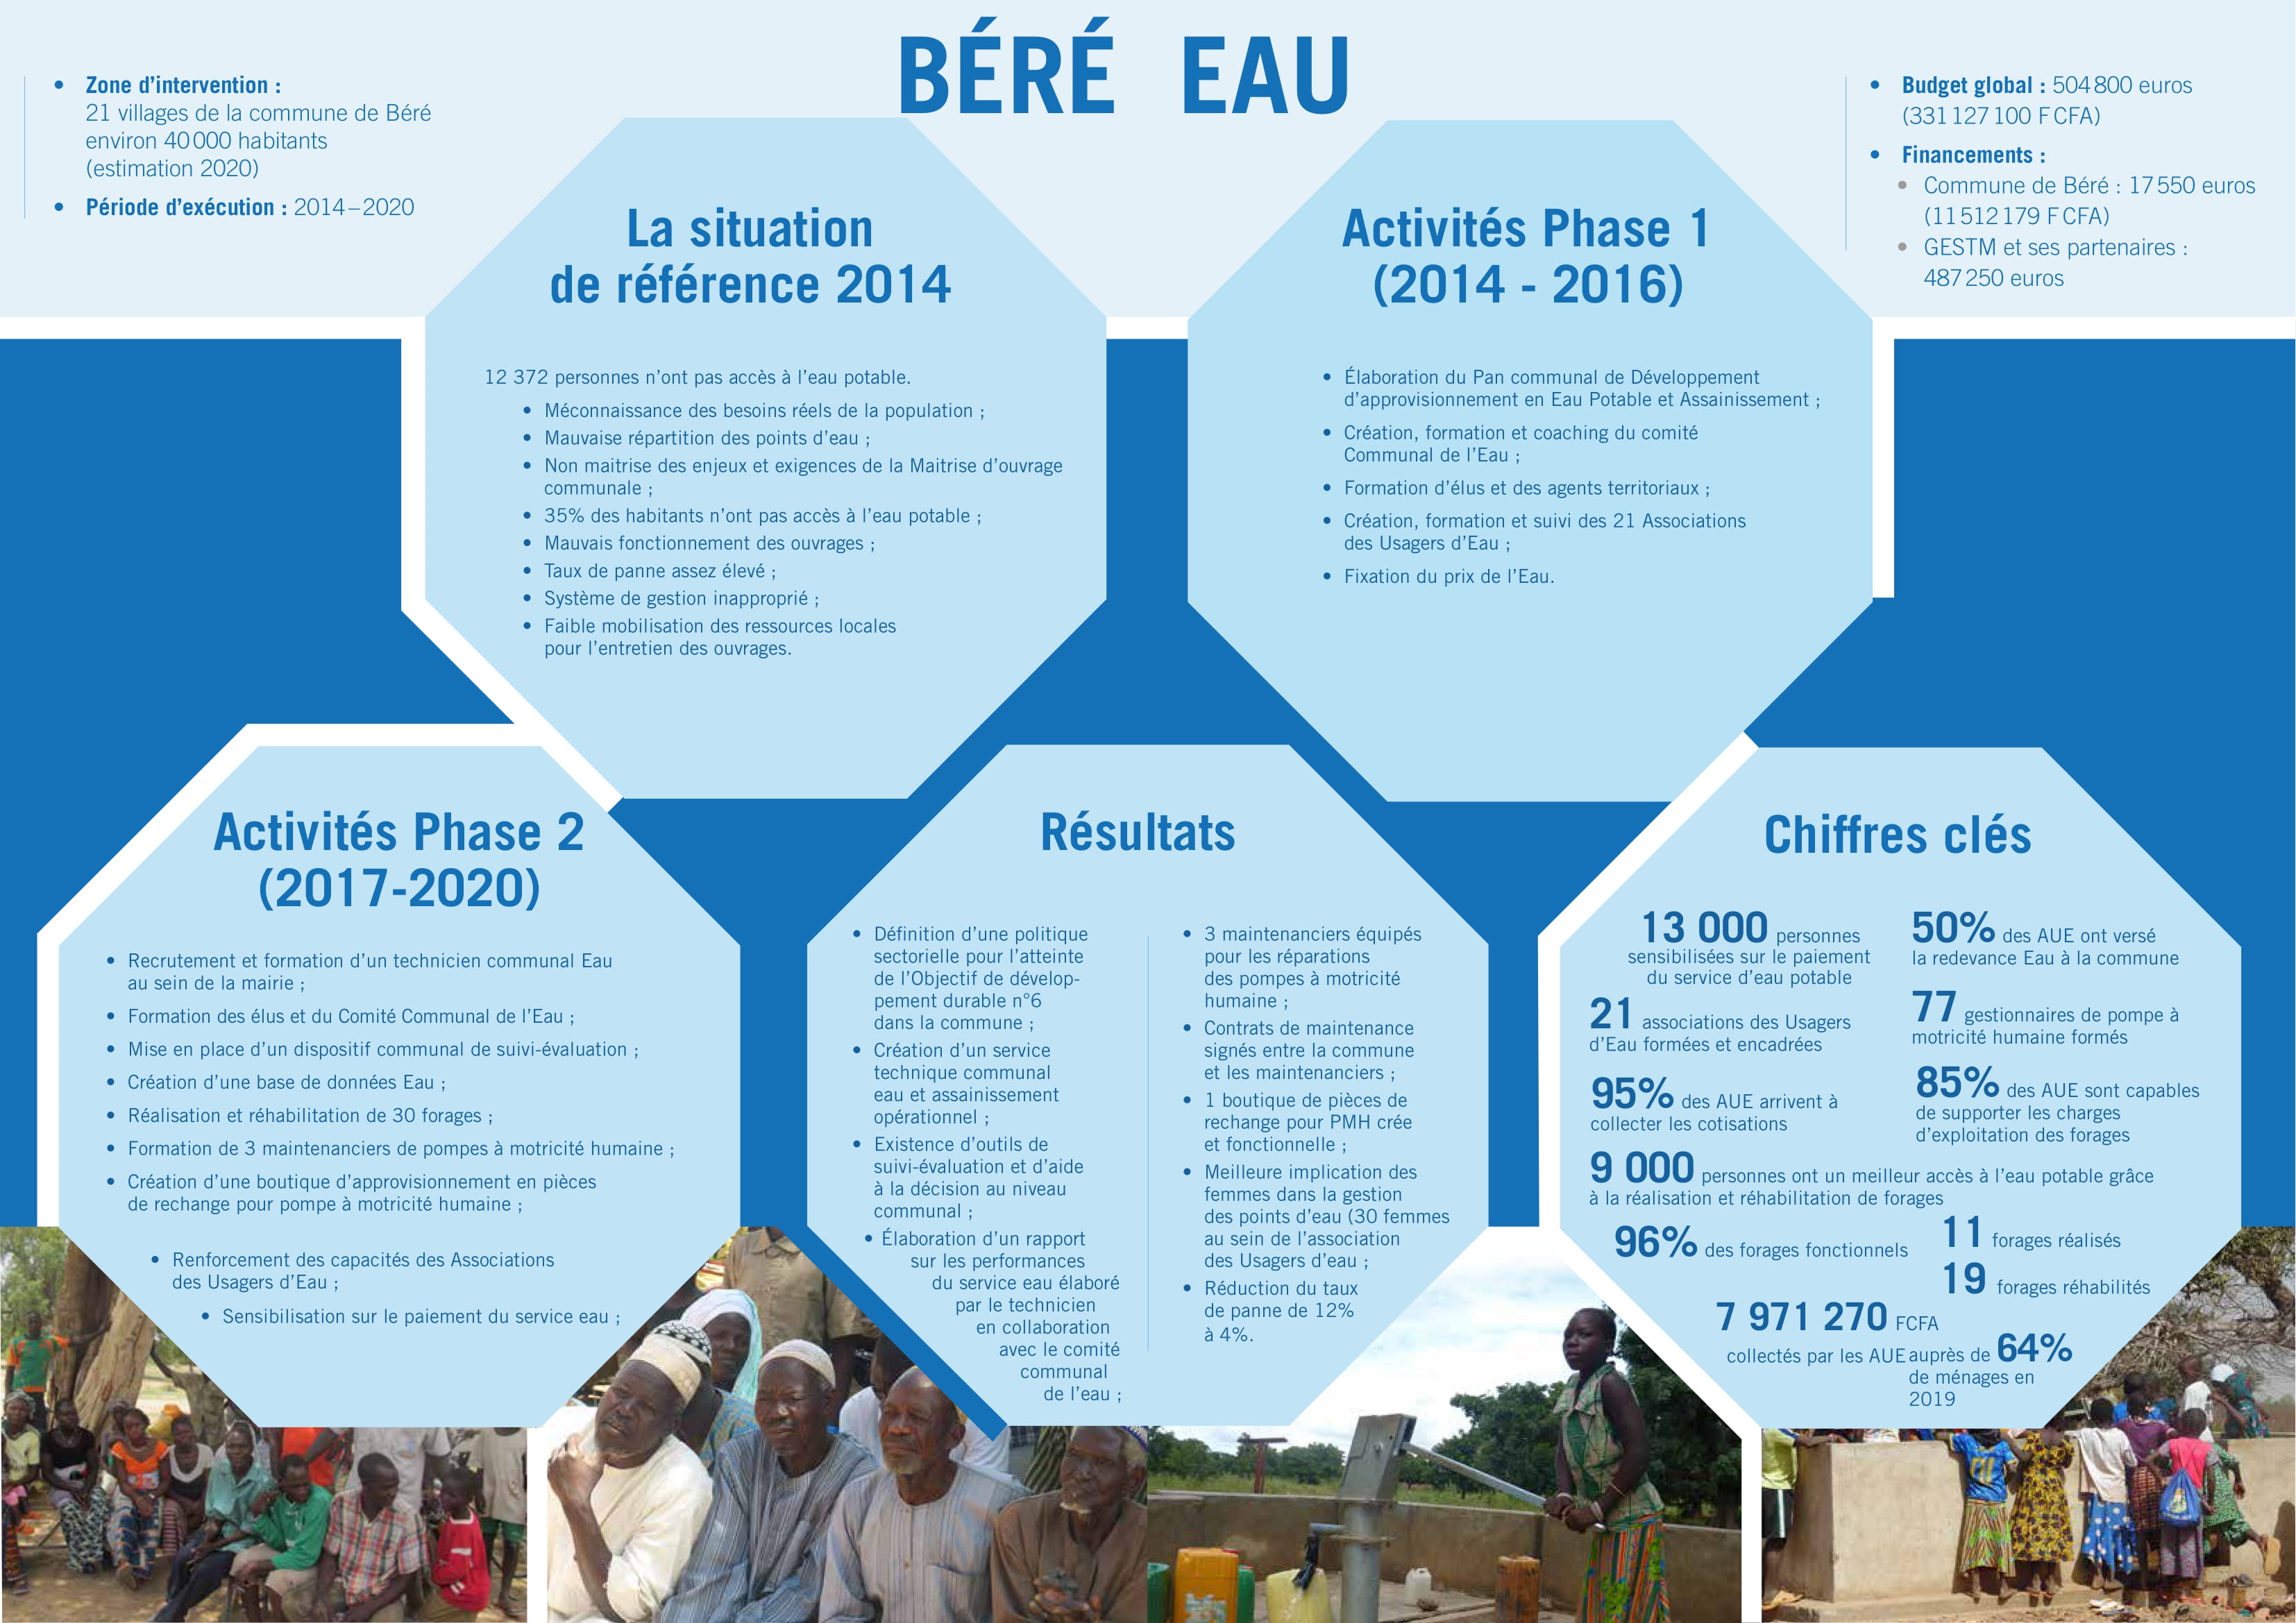 BÉRÉ EAU
• Zone d'intervention :
21 villages de la commune de Béré
environ 40 000 habitants
(estimation 2020)
• Période d'exécution : 2014–2020
• Budget global : 504 800 euros
(331 127 100 F CFA)
• Financements :
• Commune de Béré : 17 550 euros
(11 512 179 F CFA)
• GESTM et ses partenaires :
487 250 euros
La situation
de référence 2014
12 372 personnes n'ont pas accès à l'eau potable.
• Méconnaissance des besoins réels de la population ;
• Mauvaise répartition des points d'eau ;
• Non maitrise des enjeux et exigences de la Maitrise d'ouvrage
communale ;
• 35% des habitants n'ont pas accès à l'eau potable ;
• Mauvais fonctionnement des ouvrages ;
• Taux de panne assez élevé ;
• Système de gestion inapproprié ;
• Faible mobilisation des ressources locales
pour l'entretien des ouvrages.
Activités Phase 1
(2014 - 2016)
• Élaboration du Pan communal de Développement
d'approvisionnement en Eau Potable et Assainissement ;
• Création, formation et coaching du comité
Communal de l'Eau ;
• Formation d'élus et des agents territoriaux ;
• Création, formation et suivi des 21 Associations
des Usagers d'Eau ;
• Fixation du prix de l'Eau.
Activités Phase 2
(2017-2020)
• Recrutement et formation d'un technicien communal Eau
au sein de la mairie ;
• Formation des élus et du Comité Communal de l'Eau ;
• Mise en place d'un dispositif communal de suivi-évaluation ;
• Création d'une base de données Eau ;
• Réalisation et réhabilitation de 30 forages ;
• Formation de 3 maintenanciers de pompes à motricité humaine ;
• Création d'une boutique d'approvisionnement en pièces
de rechange pour pompe à motricité humaine ;
• Renforcement des capacités des Associations
des Usagers d'Eau ;
• Sensibilisation sur le paiement du service eau ;
Résultats
• Définition d'une politique
sectorielle pour l'atteinte
de l'Objectif de dévelop-
pement durable n°6
dans la commune ;
• Création d'un service
technique communal
eau et assainissement
opérationnel ;
• Existence d'outils de
suivi-évaluation et d'aide
à la décision au niveau
communal ;
• Élaboration d'un rapport
sur les performances
du service eau élaboré
par le technicien
en collaboration
avec le comité
communal
de l'eau ;
• 3 maintenanciers équipés
pour les réparations
des pompes à motricité
humaine ;
• Contrats de maintenance
signés entre la commune
et les maintenanciers ;
• 1 boutique de pièces de
rechange pour PMH crée
et fonctionnelle ;
• Meilleure implication des
femmes dans la gestion
des points d'eau (30 femmes
au sein de l'association
des Usagers d'eau ;
• Réduction du taux
de panne de 12%
à 4%.
Chiffres clés
13 000 personnes
sensibilisées sur le paiement
du service d'eau potable
50% des AUE ont versé
la redevance Eau à la commune
21 associations des Usagers
d'Eau formées et encadrées
77 gestionnaires de pompe à
motricité humaine formés
95% des AUE arrivent à
collecter les cotisations
85% des AUE sont capables
de supporter les charges
d'exploitation des forages
9 000 personnes ont un meilleur accès à l'eau potable grâce
à la réalisation et réhabilitation de forages
96% des forages fonctionnels
11 forages réalisés
19 forages réhabilités
7 971 270 FCFA
collectés par les AUE auprès de 64%
de ménages en
2019